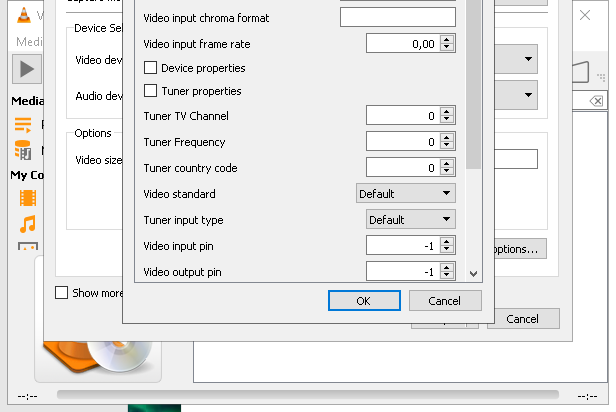 Video input chroma format
Video input frame rate
0,00
Device properties
Tuner properties
Tuner TV Channel
0
Tuner Frequency
0
Tuner country code
0
Video standard
Default
Tuner input type
Default
Video input pin
-1
Video output pin
-1
OK
Cancel
Device Sel
Video dev
Audio dev
Options
Video size
options...
Show more
Cancel
V
Medi
Media
My Co
--:--
--:--